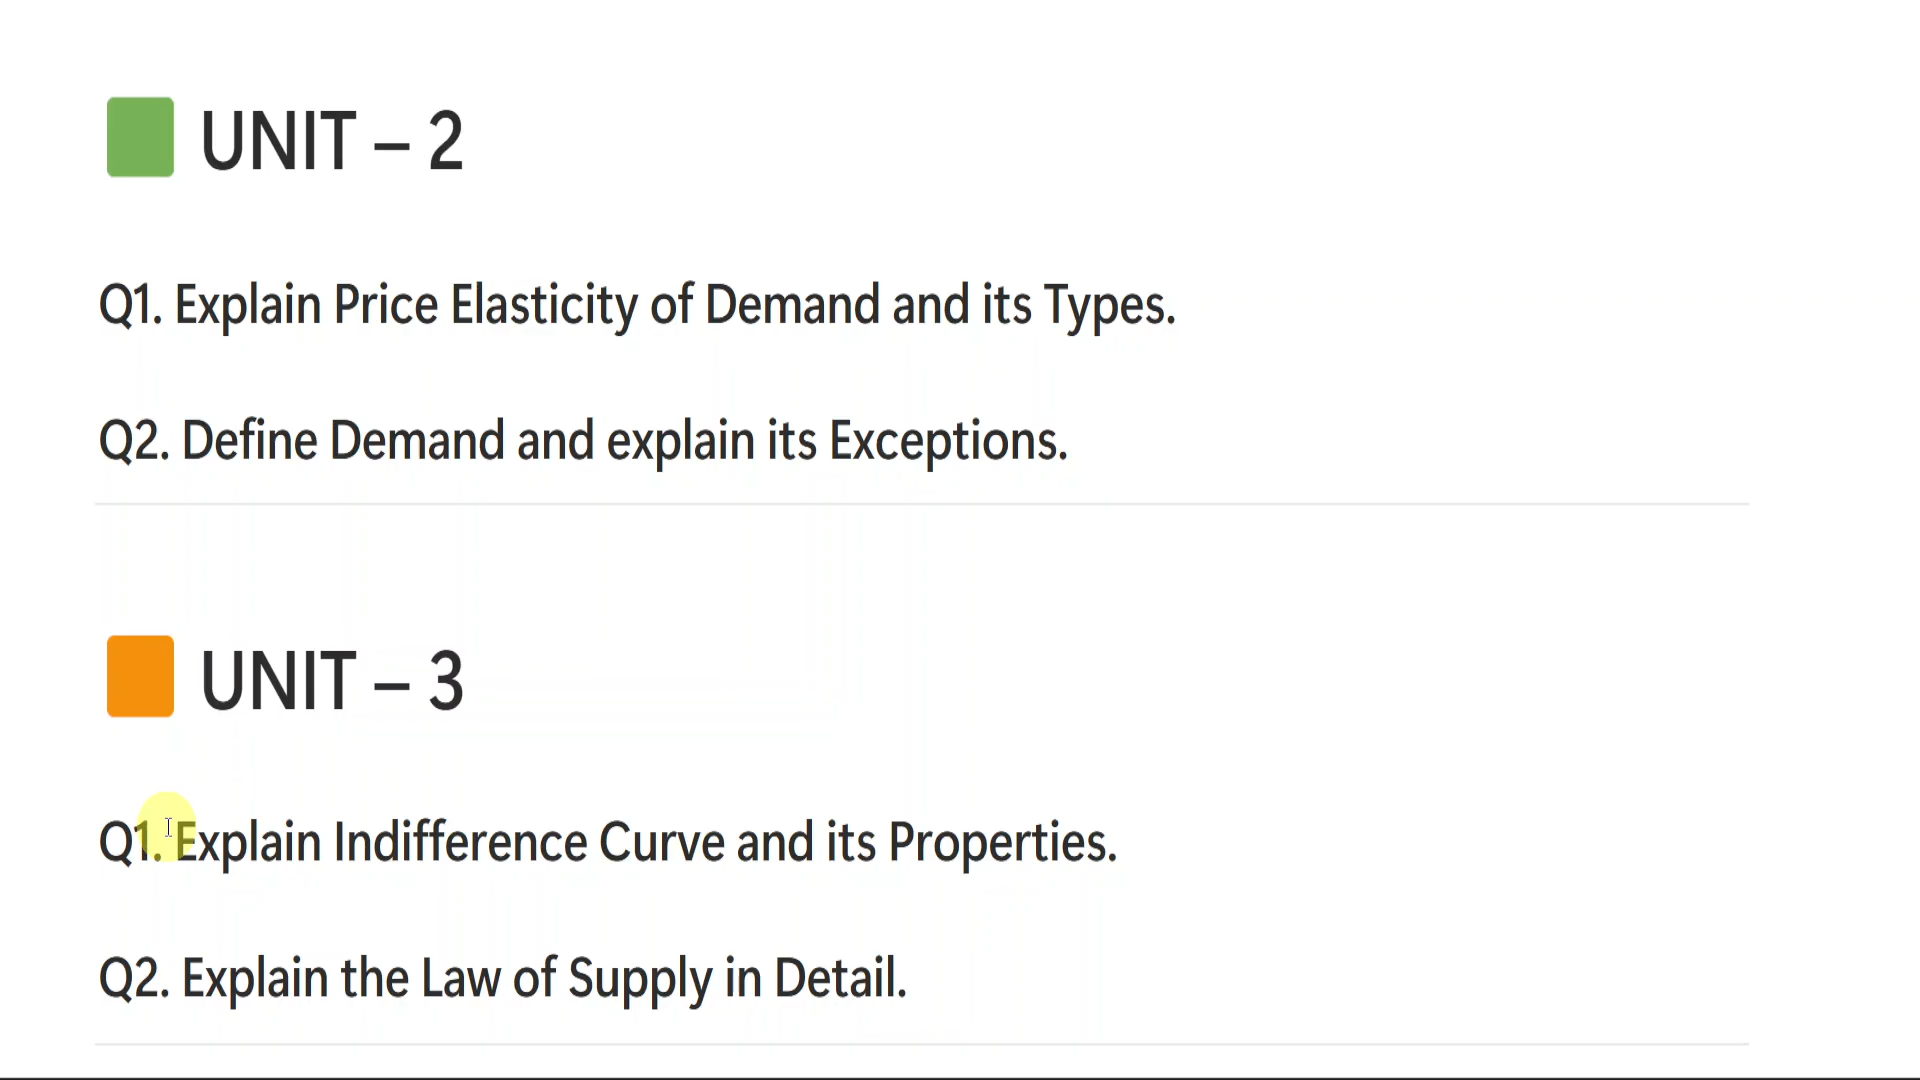 UNIT – 2
Q1. Explain Price Elasticity of Demand and its Types.
Q2. Define Demand and explain its Exceptions.
UNIT – 3
Q1. Explain Indifference Curve and its Properties.
Q2. Explain the Law of Supply in Detail.